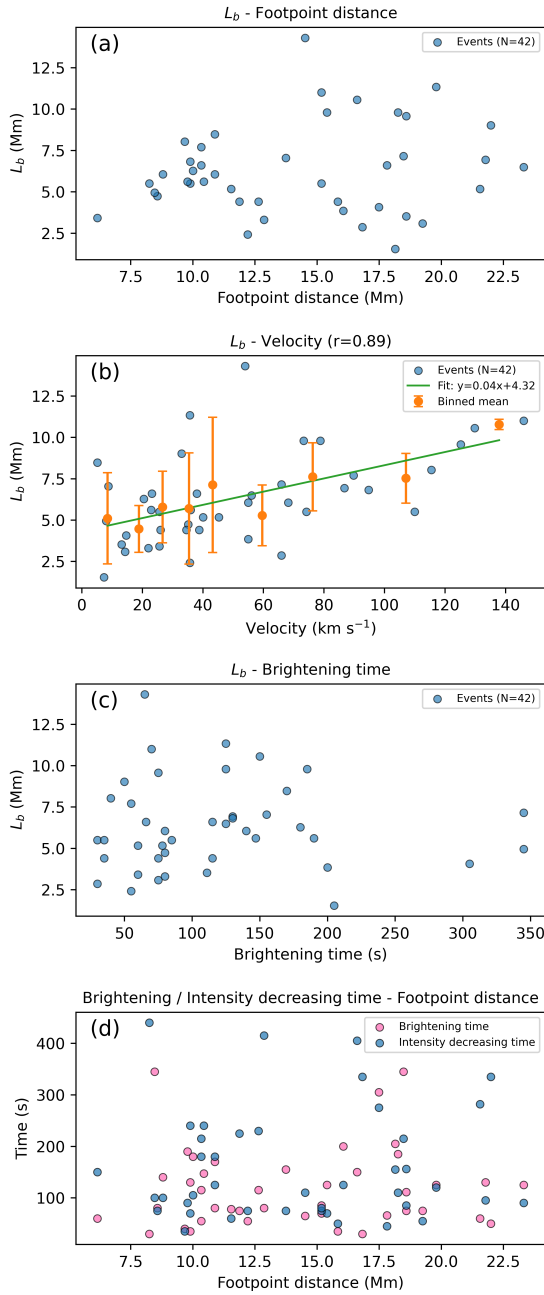 L_b - Footpoint distance
(a)
Events (N=42)
12.5
10.0
7.5
5.0
2.5
L_b (Mm)
7.5 10.0 12.5 15.0 17.5 20.0 22.5
Footpoint distance (Mm)
L_b - Velocity (r=0.89)
(b)
Events (N=42)
Fit: y=0.04x+4.32
Binned mean
12.5
10.0
7.5
5.0
2.5
L_b (Mm)
0 20 40 60 80 100 120 140
Velocity (km s⁻¹)
L_b - Brightening time
(c)
Events (N=42)
12.5
10.0
7.5
5.0
2.5
L_b (Mm)
50 100 150 200 250 300 350
Brightening time (s)
Brightening / Intensity decreasing time - Footpoint distance
(d)
Brightening time
Intensity decreasing time
400
300
200
100
Time (s)
7.5 10.0 12.5 15.0 17.5 20.0 22.5
Footpoint distance (Mm)